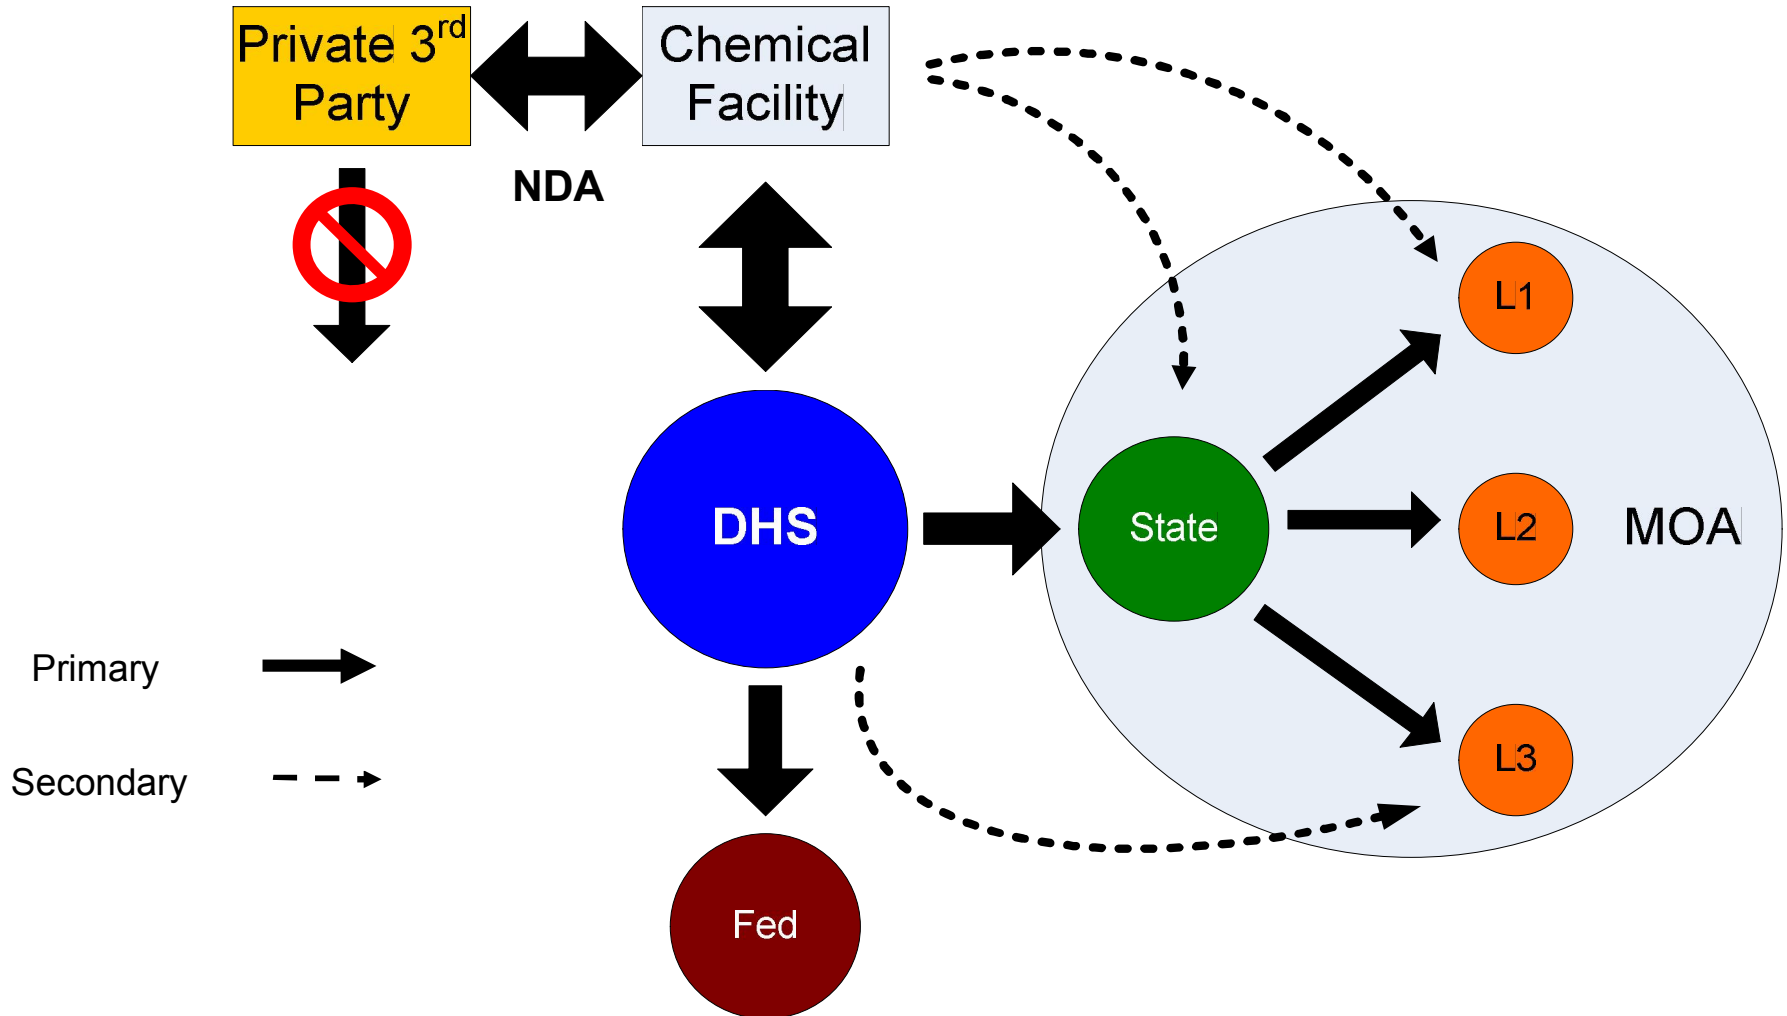 Private 3rd
Party
Chemical
Facility
NDA
L1
DHS
State
L2
MOA
Primary
L3
Secondary
Fed